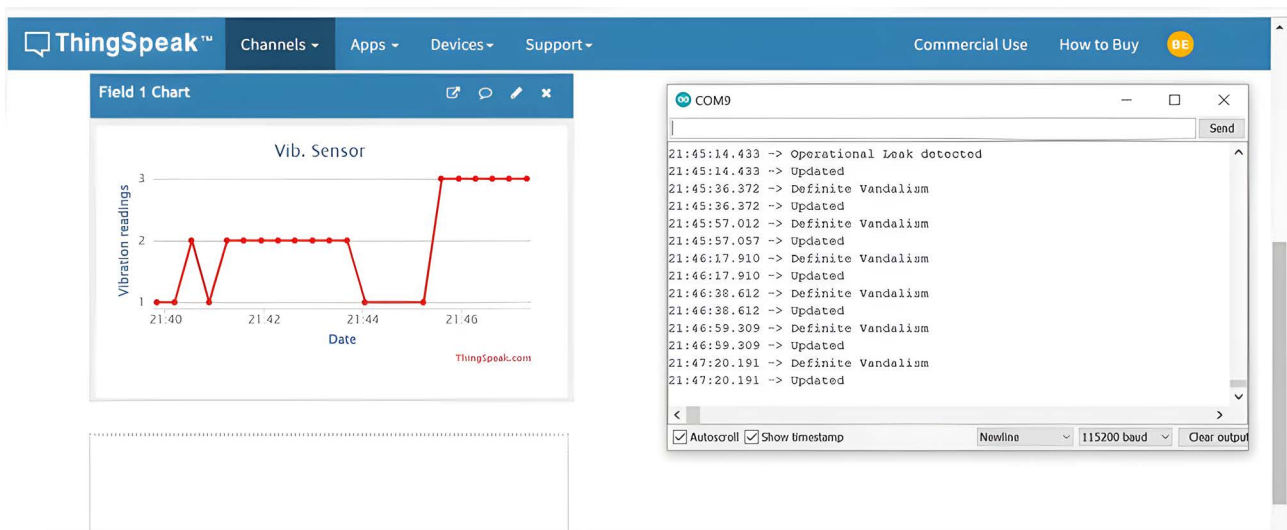 ThingSpeak™ Channels Apps Devices Support Commercial Use How to Buy BE
Field 1 Chart
Vib. Sensor
Vibration readings
3
2
1
21:40 21:42 21:44 21:46
Date
ThingSpeak.com
COM9
Send
21:45:14.433 -> Operational Leak detected
21:45:14.433 -> Updated
21:45:36.372 -> Definite Vandalism
21:45:36.372 -> Updated
21:45:57.012 -> Definite Vandalism
21:45:57.057 -> Updated
21:46:17.910 -> Definite Vandalism
21:46:17.910 -> Updated
21:46:38.612 -> Definite Vandalism
21:46:38.612 -> Updated
21:46:59.309 -> Definite Vandalism
21:46:59.309 -> Updated
21:47:20.191 -> Definite Vandalism
21:47:20.191 -> Updated
Autoscroll Show timestamp Newline 115200 baud Clear output